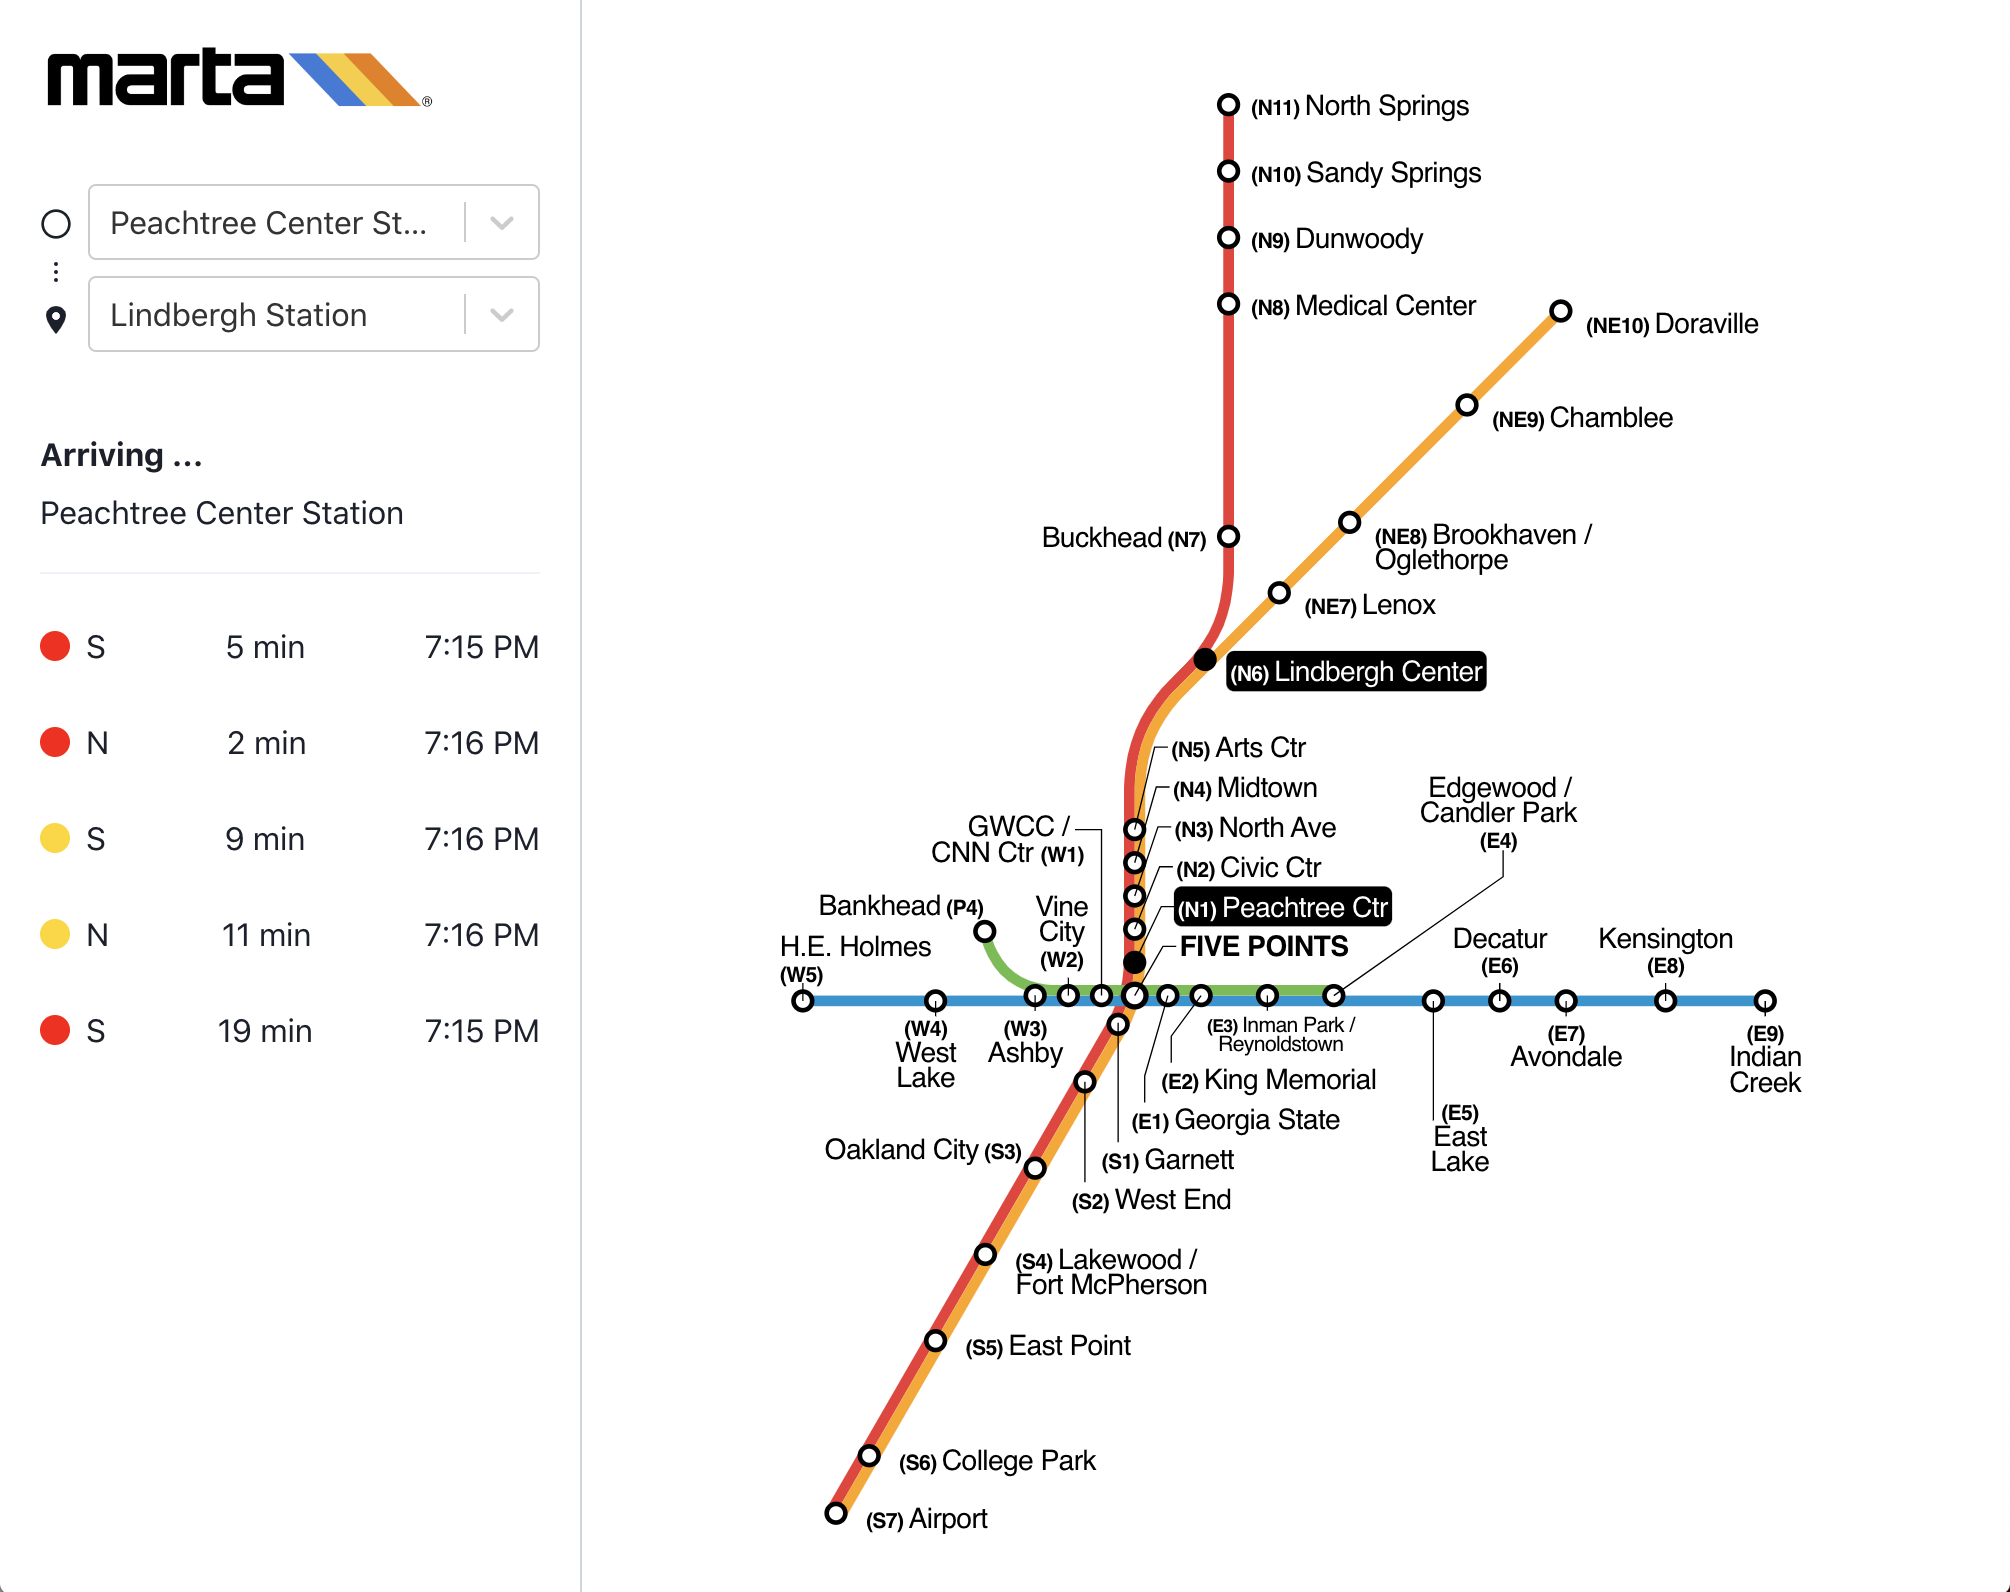 marta®
Peachtree Center St...
Lindbergh Station
Arriving ...
Peachtree Center Station
S 5 min 7:15 PM
N 2 min 7:16 PM
S 9 min 7:16 PM
N 11 min 7:16 PM
S 19 min 7:15 PM
(N11) North Springs
(N10) Sandy Springs
(N9) Dunwoody
(N8) Medical Center
(NE10) Doraville
(NE9) Chamblee
Buckhead (N7)
(NE8) Brookhaven /
Oglethorpe
(NE7) Lenox
(N6) Lindbergh Center
(N5) Arts Ctr
(N4) Midtown
(N3) North Ave
(N2) Civic Ctr
(N1) Peachtree Ctr
FIVE POINTS
Edgewood /
Candler Park
(E4)
GWCC /
CNN Ctr (W1)
Bankhead (P4)
Vine
City
(W2)
H.E. Holmes
(W5)
Decatur
(E6)
Kensington
(E8)
(W4)
West
Lake
(W3)
Ashby
(E3) Inman Park /
Reynoldstown
(E2) King Memorial
(E1) Georgia State
(E7)
Avondale
(E9)
Indian
Creek
(E5)
East
Lake
Oakland City (S3)
(S1) Garnett
(S2) West End
(S4) Lakewood /
Fort McPherson
(S5) East Point
(S6) College Park
(S7) Airport